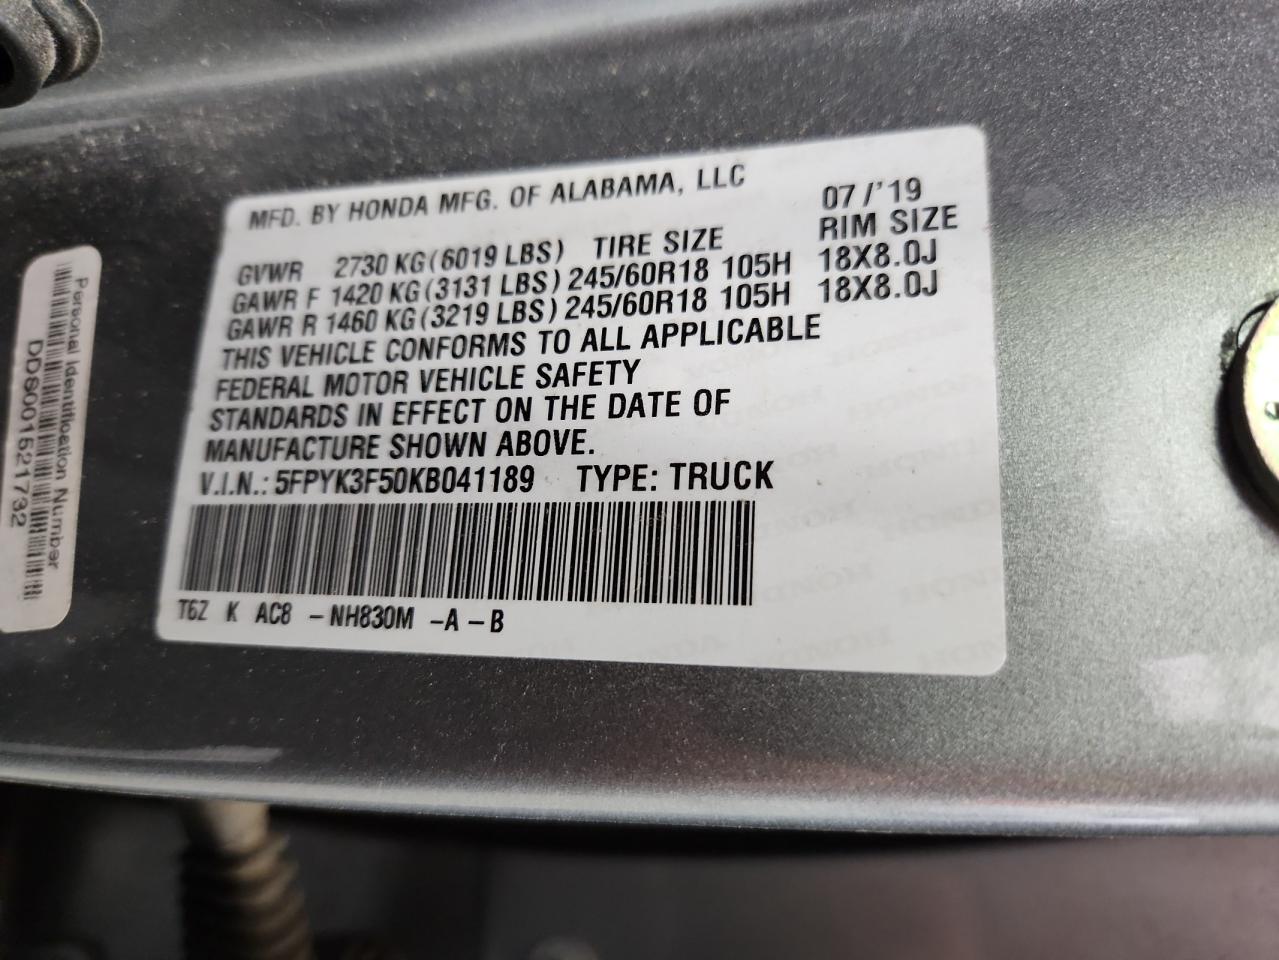 MFD. BY HONDA MFG. OF ALABAMA, LLC 07/'19
GVWR 2730 KG(6019 LBS) TIRE SIZE RIM SIZE
GAWR F 1420 KG(3131 LBS) 245/60R18 105H 18X8.0J
GAWR R 1460 KG(3219 LBS) 245/60R18 105H 18X8.0J
THIS VEHICLE CONFORMS TO ALL APPLICABLE
FEDERAL MOTOR VEHICLE SAFETY
STANDARDS IN EFFECT ON THE DATE OF
MANUFACTURE SHOWN ABOVE.
V.I.N.: 5FPYK3F50KB041189 TYPE: TRUCK
T6Z K AC8 -NH830M -A-B
Personal Identification Number
DDS001521732